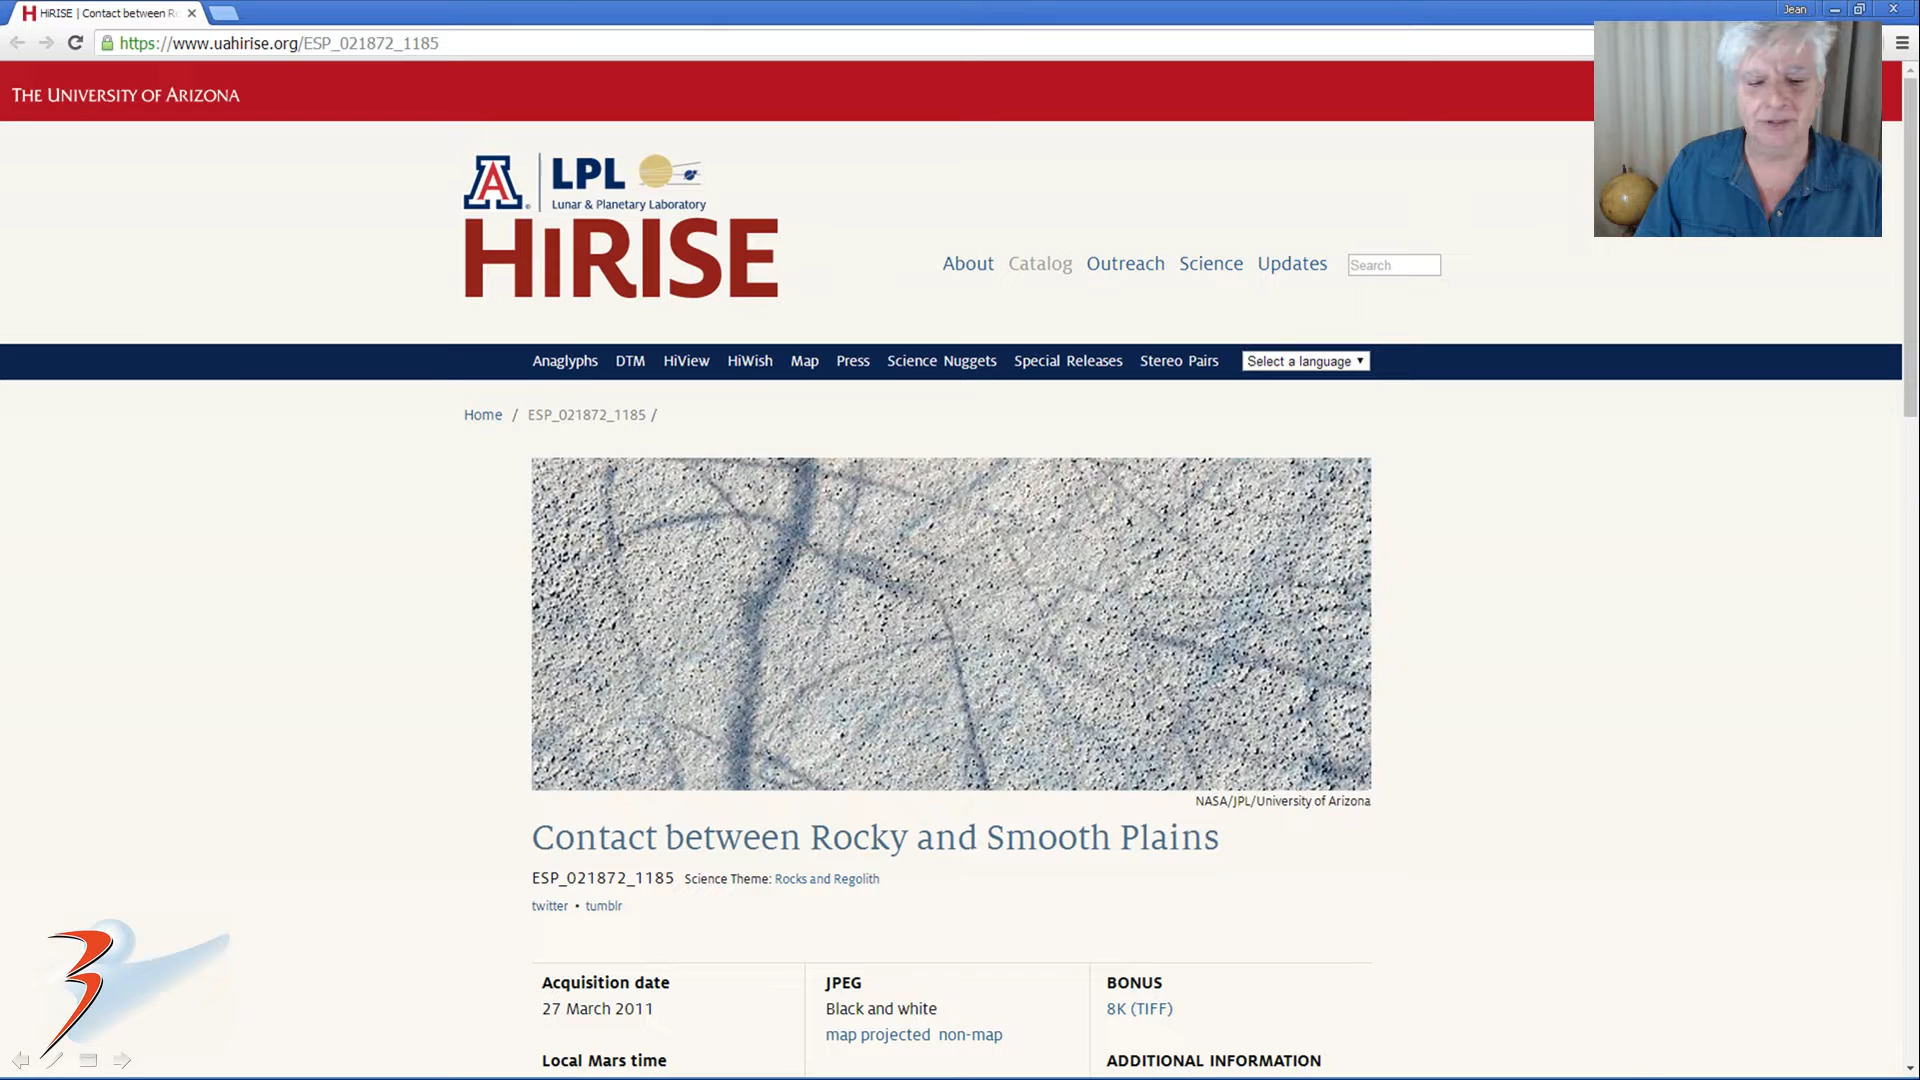 HiRISE | Contact between R
Jean
https://www.uahirise.org/ESP_021872_1185
THE UNIVERSITY OF ARIZONA
A LPL
Lunar & Planetary Laboratory
HiRISE
About Catalog Outreach Science Updates Search
Anaglyphs DTM HiView HiWish Map Press Science Nuggets Special Releases Stereo Pairs Select a language
Home / ESP_021872_1185 /
NASA/JPL/University of Arizona
Contact between Rocky and Smooth Plains
ESP_021872_1185 Science Theme: Rocks and Regolith
twitter • tumblr
Acquisition date JPEG BONUS
27 March 2011 Black and white 8K (TIFF)
map projected non-map
Local Mars time ADDITIONAL INFORMATION